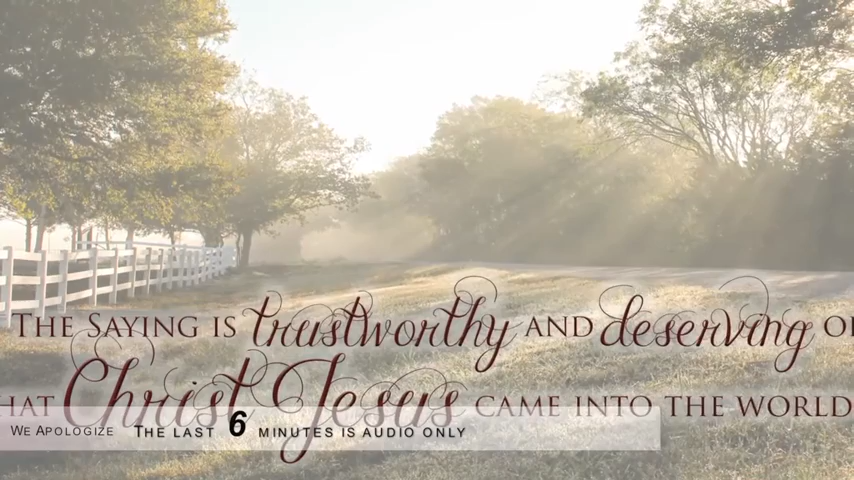 The Saying is trustworthy and deserving
Christ Jesus came into the world
We Apologize The last 6 minutes is audio only